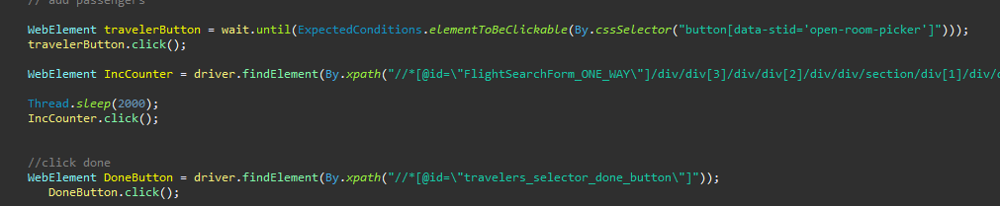 // add passengers
WebElement travelerButton = wait.until(ExpectedConditions.elementToBeClickable(By.cssSelector("button[data-stid='open-room-picker']")));
travelerButton.click();
WebElement IncCounter = driver.findElement(By.xpath("//*[@id=\"FlightSearchForm_ONE_WAY\"]/div/div[3]/div/div[2]/div/div/section/div[1]/div/
Thread.sleep(2000);
IncCounter.click();
//click done
WebElement DoneButton = driver.findElement(By.xpath("//*[@id=\"travelers_selector_done_button\"]"));
DoneButton.click();